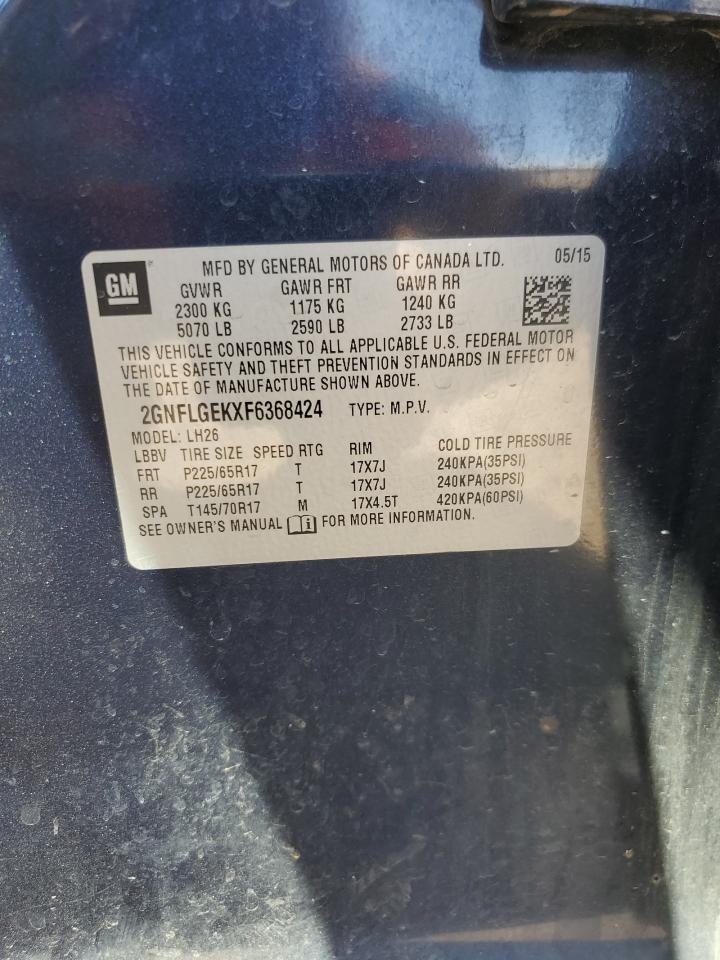 GM MFD BY GENERAL MOTORS OF CANADA LTD. 05/15
GVWR GAWR FRT GAWR RR
2300 KG 1175 KG 1240 KG
5070 LB 2590 LB 2733 LB
THIS VEHICLE CONFORMS TO ALL APPLICABLE U.S. FEDERAL MOTOR
VEHICLE SAFETY AND THEFT PREVENTION STANDARDS IN EFFECT ON
THE DATE OF MANUFACTURE SHOWN ABOVE.
2GNFLGEKXF6368424 TYPE: M.P.V.
MODEL: LH26
LBBV TIRE SIZE SPEED RTG RIM COLD TIRE PRESSURE
FRT P225/65R17 T 17X7J 240KPA(35PSI)
RR P225/65R17 T 17X7J 240KPA(35PSI)
SPA T145/70R17 M 17X4.5T 420KPA(60PSI)
SEE OWNER'S MANUAL FOR MORE INFORMATION.